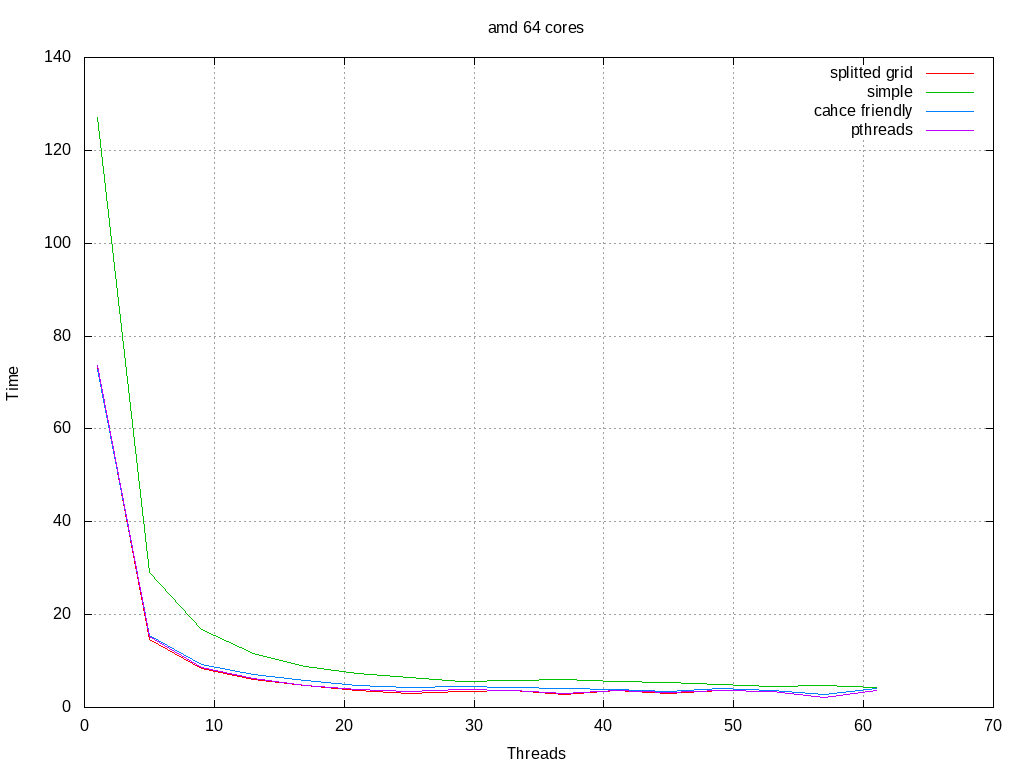 amd 64 cores
140
120
100
80
60
40
20
0
Time
splitted grid
simple
cahce friendly
pthreads
0 10 20 30 40 50 60 70
Threads